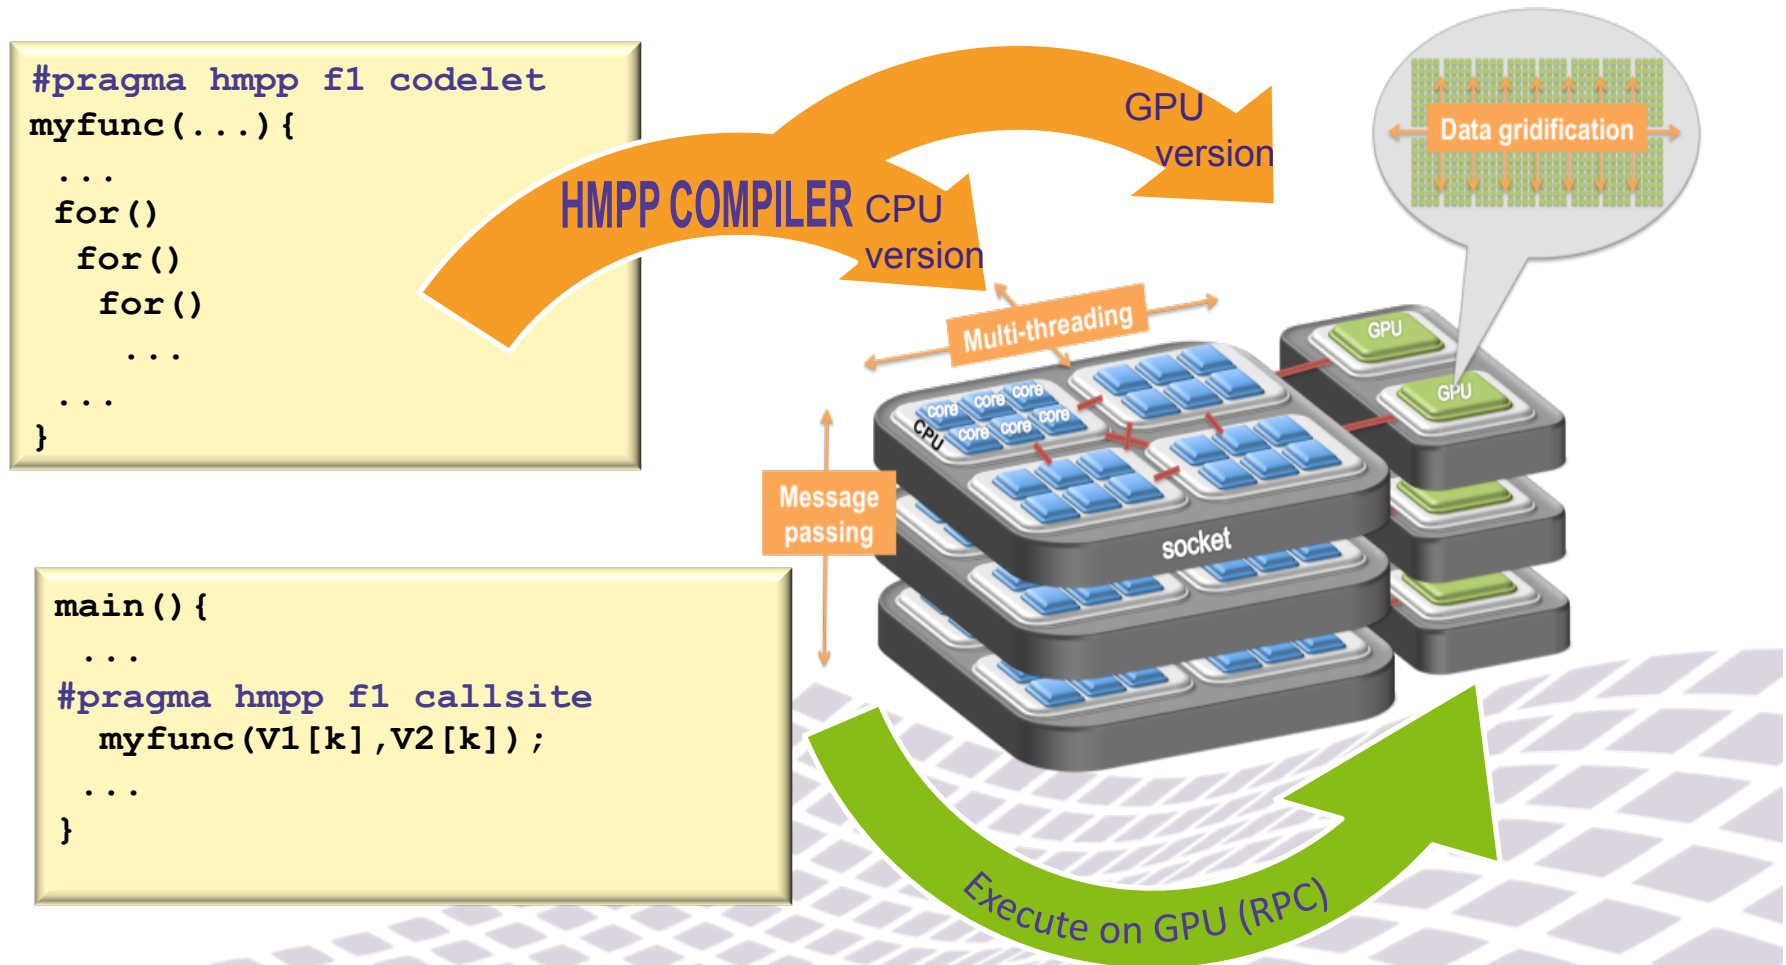 #pragma hmpp f1 codelet
myfunc(...){
...
for()
for()
for()
...
...
}
HMPP COMPILER
CPU
version
GPU
version
Data gridification
Multi-threading
GPU
GPU
core core core
core core core
CPU
Message
passing
socket
main(){
...
#pragma hmpp f1 callsite
myfunc(V1[k],V2[k]);
...
}
Execute on GPU (RPC)